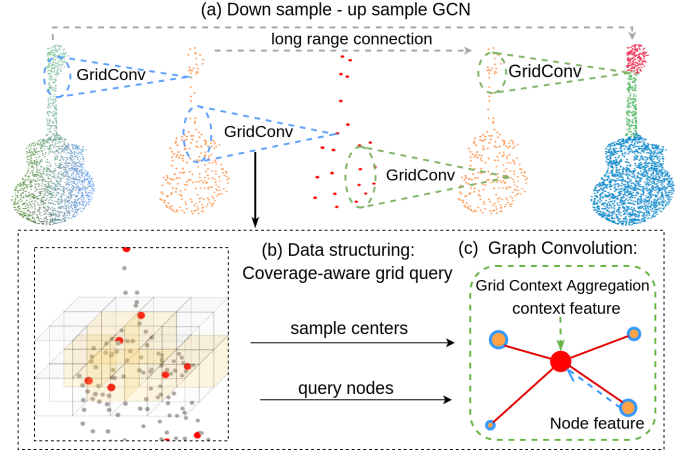 (a) Down sample - up sample GCN
long range connection
GridConv
GridConv
GridConv
GridConv
(b) Data structuring:
Coverage-aware grid query
(c) Graph Convolution:
Grid Context Aggregation
context feature
sample centers
query nodes
Node feature